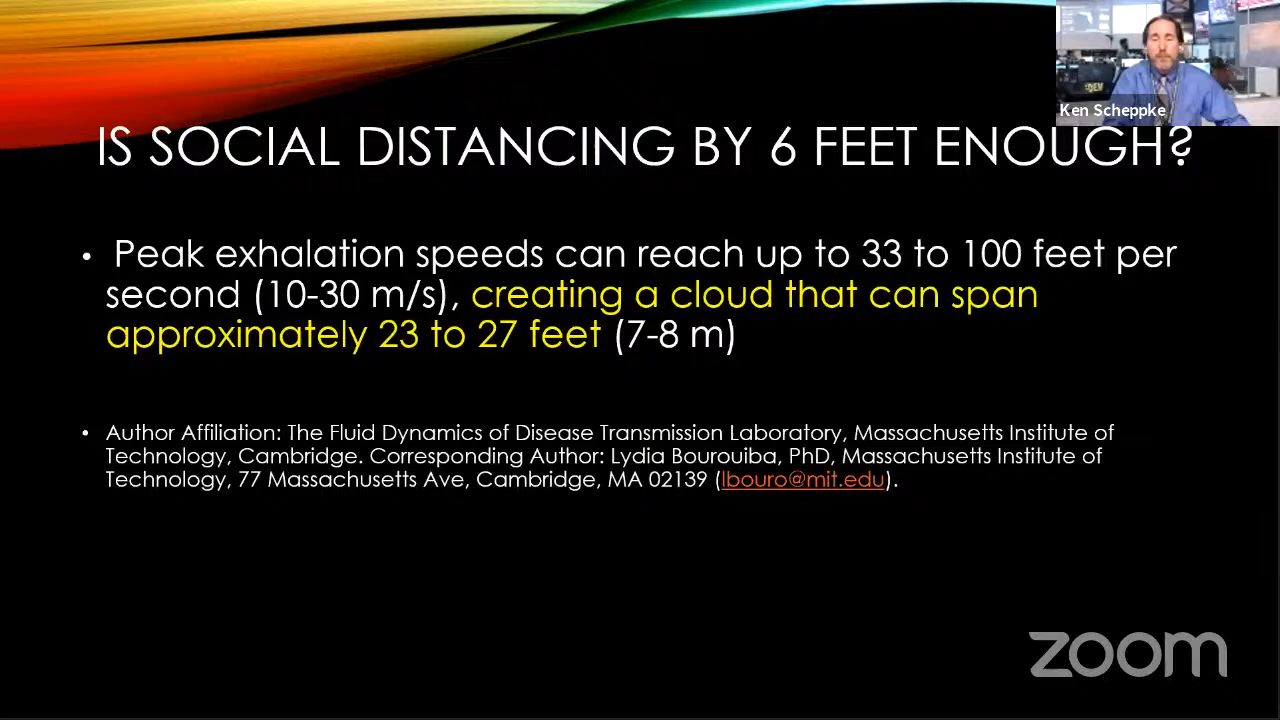 Ken Scheppke
IS SOCIAL DISTANCING BY 6 FEET ENOUGH?
• Peak exhalation speeds can reach up to 33 to 100 feet per
second (10-30 m/s), creating a cloud that can span
approximately 23 to 27 feet (7-8 m)
• Author Affiliation: The Fluid Dynamics of Disease Transmission Laboratory, Massachusetts Institute of
Technology, Cambridge. Corresponding Author: Lydia Bourouiba, PhD, Massachusetts Institute of
Technology, 77 Massachusetts Ave, Cambridge, MA 02139 (lbouro@mit.edu).
zoom